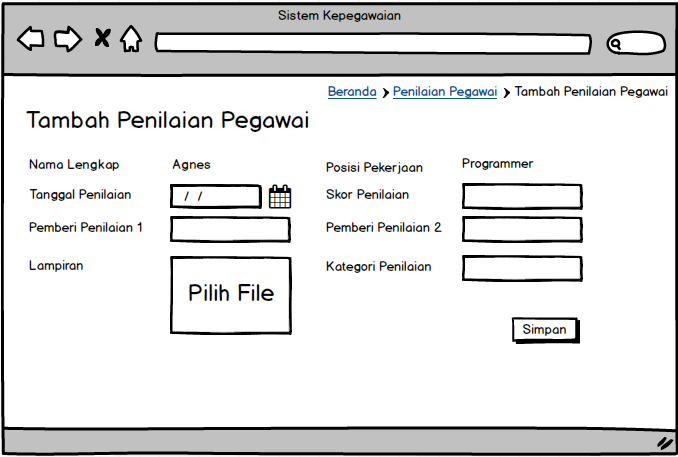 Sistem Kepegawaian
Beranda > Penilaian Pegawai > Tambah Penilaian Pegawai
Tambah Penilaian Pegawai
Nama Lengkap Agnes Posisi Pekerjaan Programmer
Tanggal Penilaian / / Skor Penilaian
Pemberi Penilaian 1 Pemberi Penilaian 2
Lampiran Pilih File Kategori Penilaian
Simpan